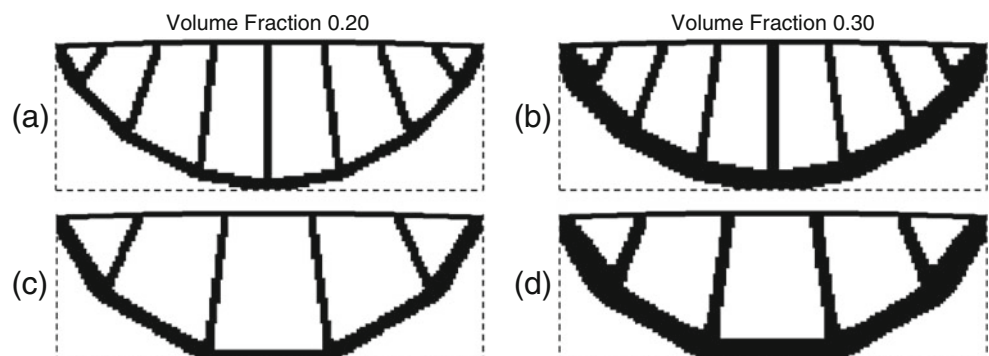 Volume Fraction 0.20
Volume Fraction 0.30
(a)
(b)
(c)
(d)